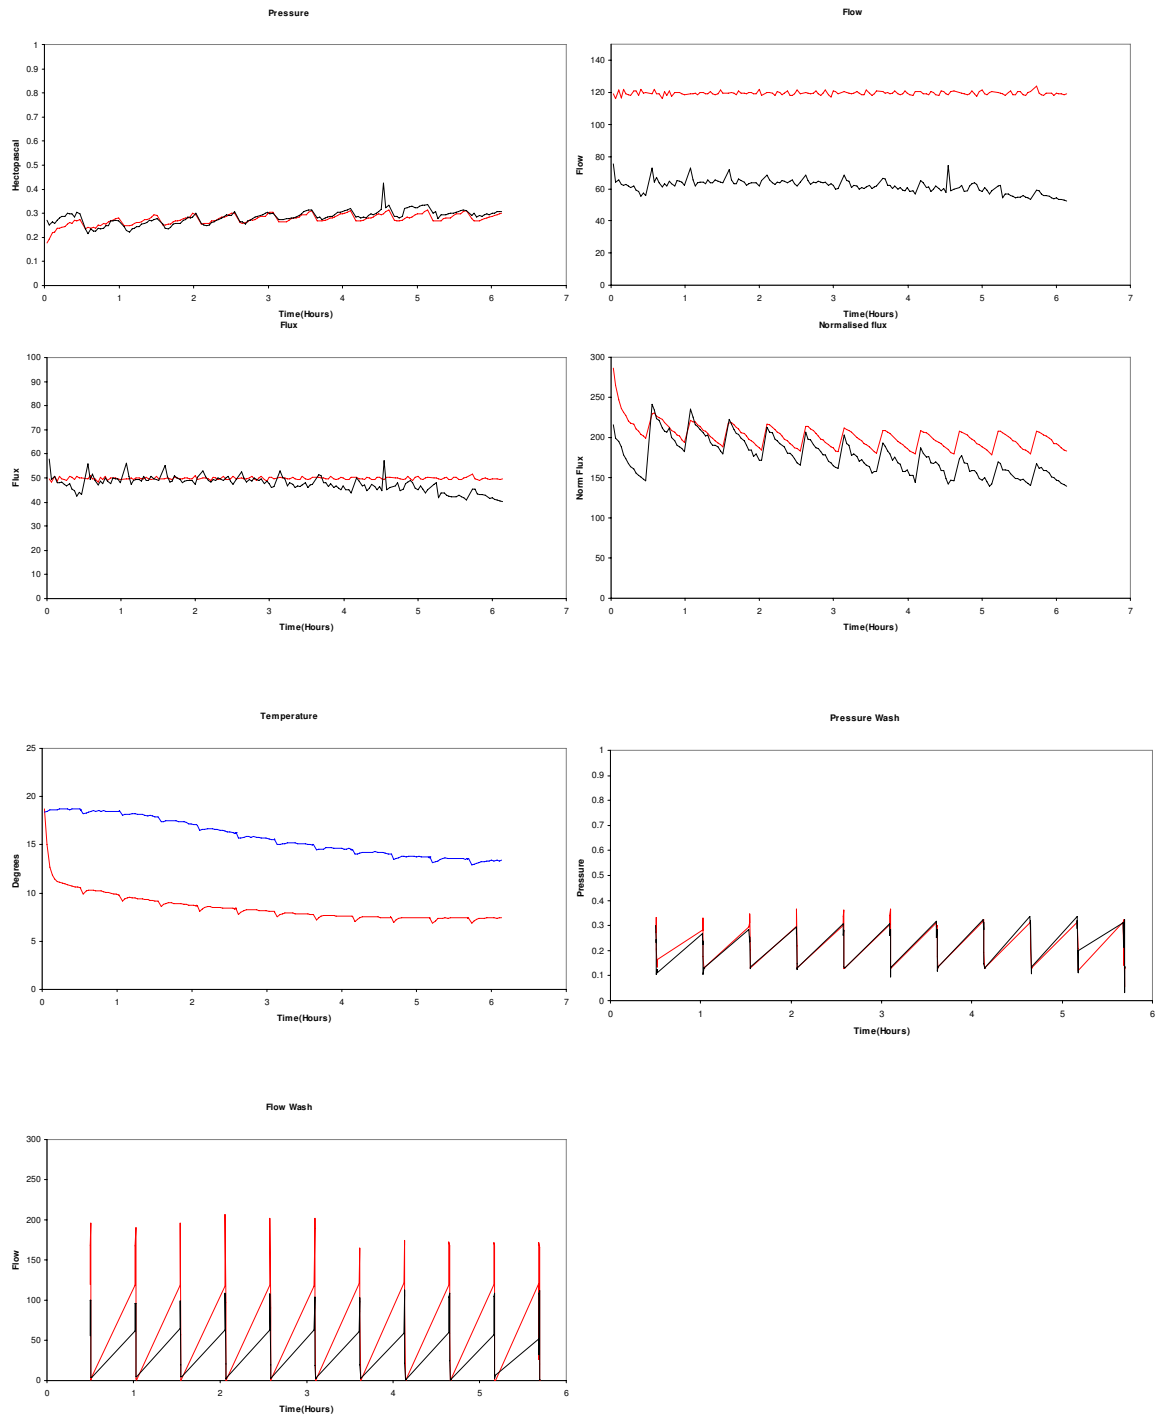 Pressure
1
0.9
0.8
0.7
0.6
0.5
0.4
0.3
0.2
0.1
0
Hectopascal
0 1 2 3 4 5 6 7
Time(Hours)
Flow
140
120
100
80
60
40
20
0
Flow
0 1 2 3 4 5 6 7
Time(Hours)
Flux
100
90
80
70
60
50
40
30
20
10
0
Flux
0 1 2 3 4 5 6 7
Time(Hours)
Normalised flux
300
250
200
150
100
50
0
Norm Flux
0 1 2 3 4 5 6 7
Time(Hours)
Temperature
25
20
15
10
5
0
Degrees
0 1 2 3 4 5 6 7
Time(Hours)
Pressure Wash
1
0.9
0.8
0.7
0.6
0.5
0.4
0.3
0.2
0.1
0
Pressure
0 1 2 3 4 5 6
Time(Hours)
Flow Wash
300
250
200
150
100
50
0
Flow
0 1 2 3 4 5 6
Time(Hours)